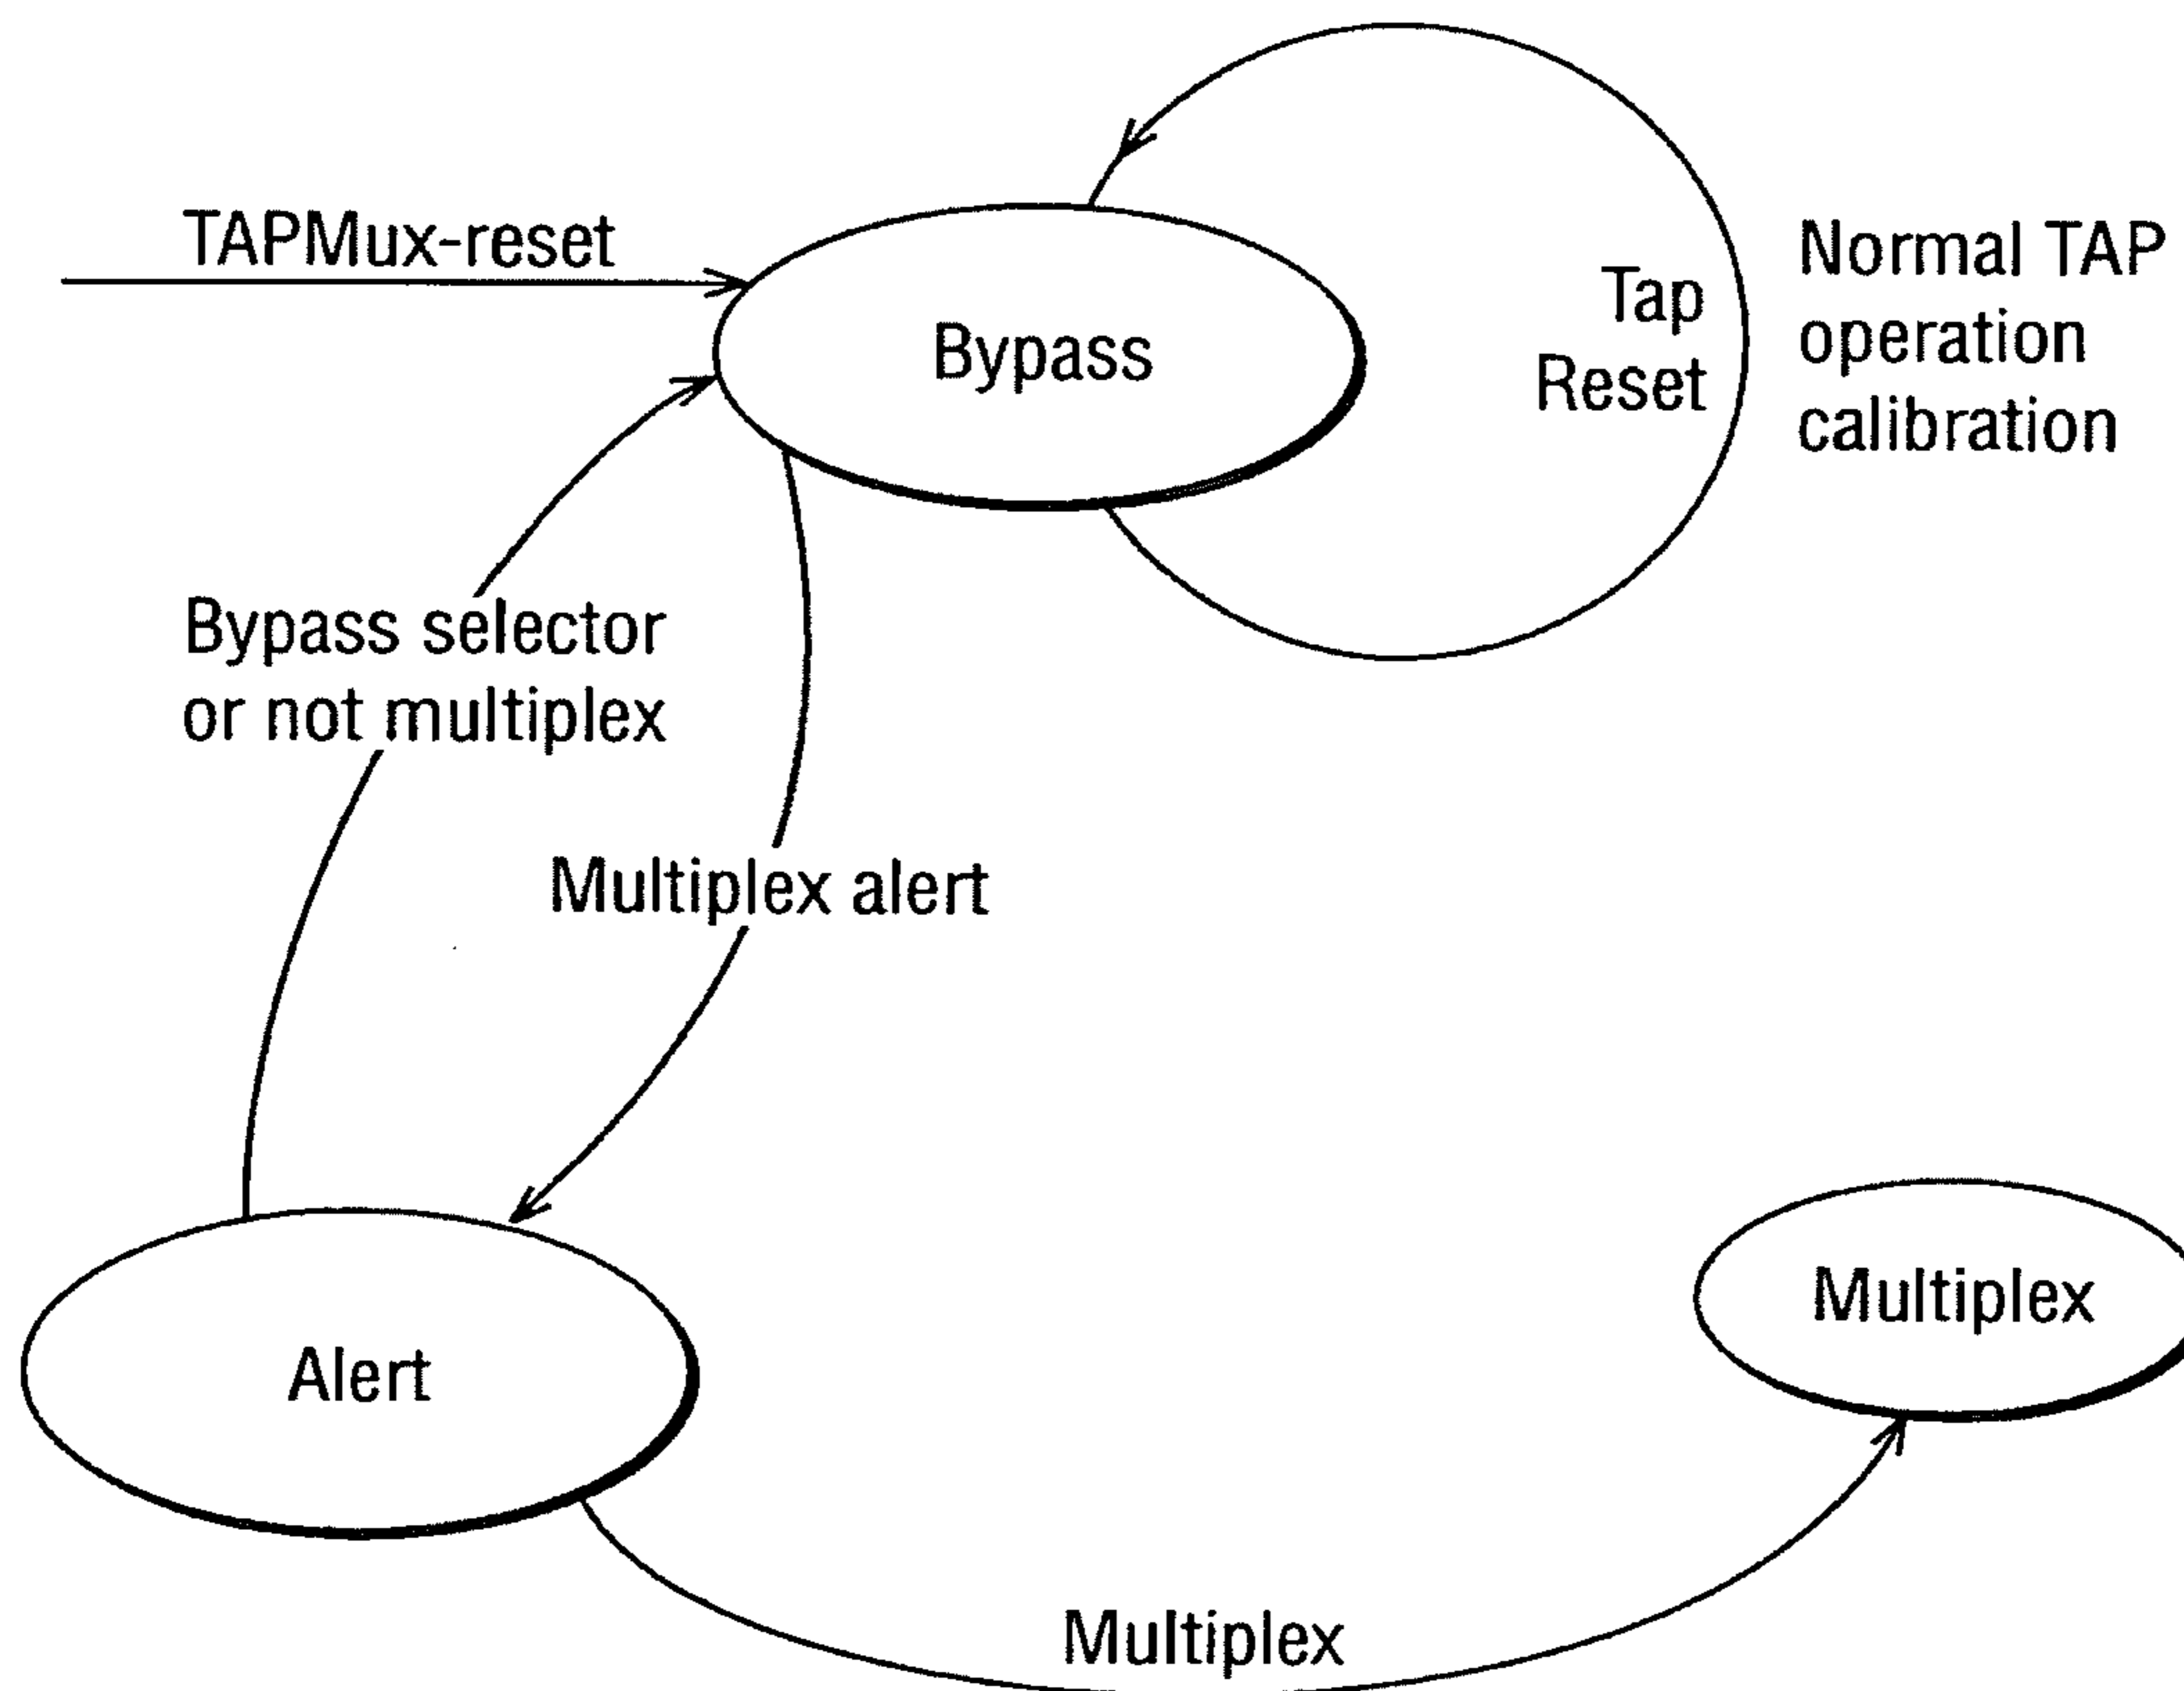 TAPMux-reset
Bypass
Tap
Reset
Normal TAP
operation
calibration
Bypass selector
or not multiplex
Multiplex alert
Alert
Multiplex
Multiplex